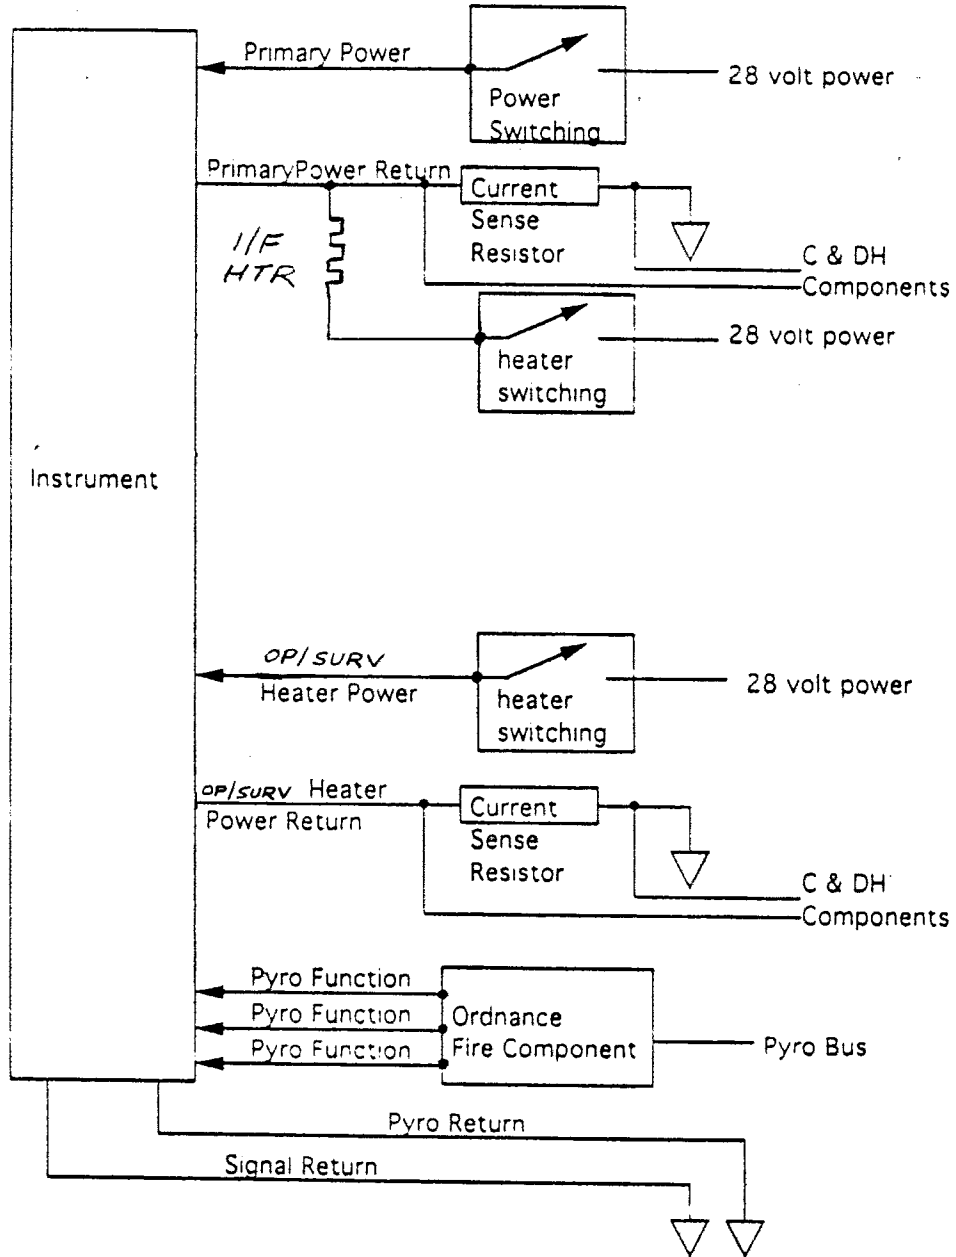 Primary Power
28 volt power
Power
Switching
PrimaryPower Return
Current
Sense
Resistor
I/F
HTR
C & DH
Components
28 volt power
heater
switching
Instrument
OP/SURV
Heater Power
28 volt power
heater
switching
OP/SURV Heater
Power Return
Current
Sense
Resistor
C & DH
Components
Pyro Function
Pyro Function
Pyro Function
Ordnance
Fire Component
Pyro Bus
Pyro Return
Signal Return